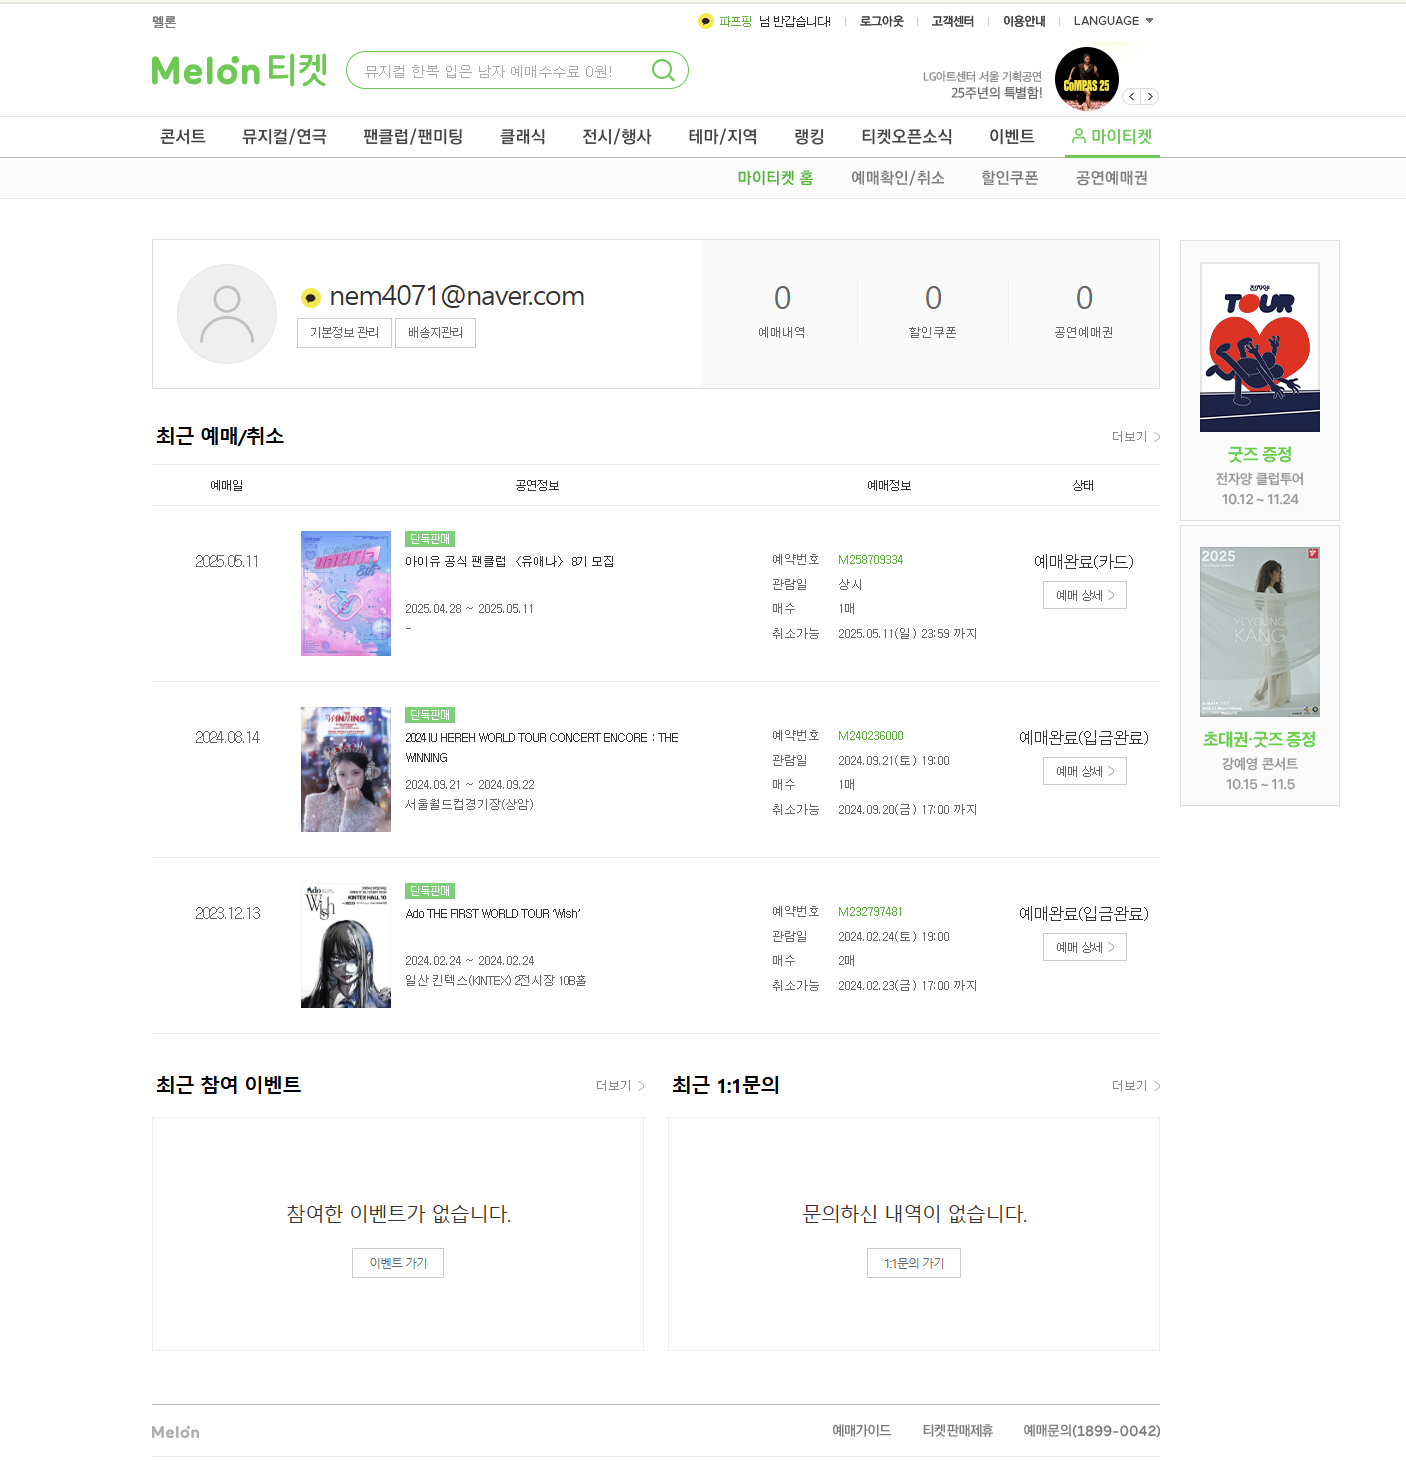 멜론
파프핑 님 반갑습니다!
로그아웃
고객센터
이용안내
LANGUAGE
Melon 티켓
뮤지컬 한복 입은 남자 예매수수료 0원!
LG아트센터 서울 기획공연
25주년의 특별함!
CoMPAS 25
콘서트
뮤지컬/연극
팬클럽/팬미팅
클래식
전시/행사
테마/지역
랭킹
티켓오픈소식
이벤트
마이티켓
마이티켓 홈
예매확인/취소
할인쿠폰
공연예매권
nem4071@naver.com
기본정보 관리
배송지관리
0
예매내역
0
할인쿠폰
0
공연예매권
최근 예매/취소
더보기
예매일
공연정보
예매정보
상태
2025.05.11
단독판매
아이유 공식 팬클럽 〈유애나〉 8기 모집
2025.04.28 ~ 2025.05.11
-
예약번호 M258709334
관람일 상시
매수 1매
취소가능 2025.05.11(일) 23:59 까지
예매완료(카드)
예매 상세
2024.08.14
단독판매
2024 IU HEREH WORLD TOUR CONCERT ENCORE : THE
WINNING
2024.09.21 ~ 2024.09.22
서울월드컵경기장(상암)
예약번호 M240236000
관람일 2024.09.21(토) 19:00
매수 1매
취소가능 2024.09.20(금) 17:00 까지
예매완료(입금완료)
예매 상세
2023.12.13
Ado
Wish
KINTEX HALL 10
단독판매
Ado THE FIRST WORLD TOUR ‘Wish’
2024.02.24 ~ 2024.02.24
일산 킨텍스(KINTEX) 2전시장 10B홀
예약번호 M232797481
관람일 2024.02.24(토) 19:00
매수 2매
취소가능 2024.02.23(금) 17:00 까지
예매완료(입금완료)
예매 상세
전자양
TOUR
굿즈 증정
전자양 클럽투어
10.12 ~ 11.24
2025
YEYOUNG
KANG
초대권·굿즈 증정
강예영 콘서트
10.15 ~ 11.5
최근 참여 이벤트
더보기
참여한 이벤트가 없습니다.
이벤트 가기
최근 1:1문의
더보기
문의하신 내역이 없습니다.
1:1문의 가기
Melon
예매가이드
티켓판매제휴
예매문의(1899-0042)